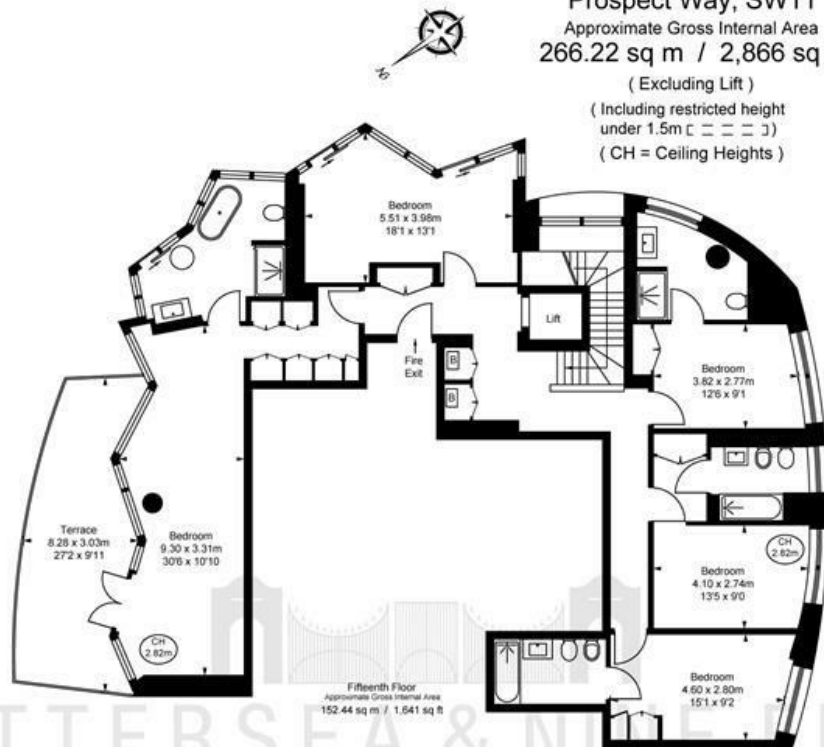 Prospect Way, SW11
Approximate Gross Internal Area
266.22 sq m / 2,866 sq
( Excluding Lift )
( Including restricted height
under 1.5m )
( CH = Ceiling Heights )
N
Bedroom
5.51 x 3.98m
18'1 x 13'1
Lift
Fire
Exit
B
B
Bedroom
3.82 x 2.77m
12'6 x 9'1
Terrace
8.28 x 3.03m
27'2 x 9'11
Bedroom
9.30 x 3.31m
30'6 x 10'10
CH
2.82m
CH
2.82m
Bedroom
4.10 x 2.74m
13'5 x 9'0
Bedroom
4.60 x 2.80m
15'1 x 9'2
Fifteenth Floor
Approximate Gross Internal Area
152.44 sq m / 1,641 sq ft
TTERSEA & NINE